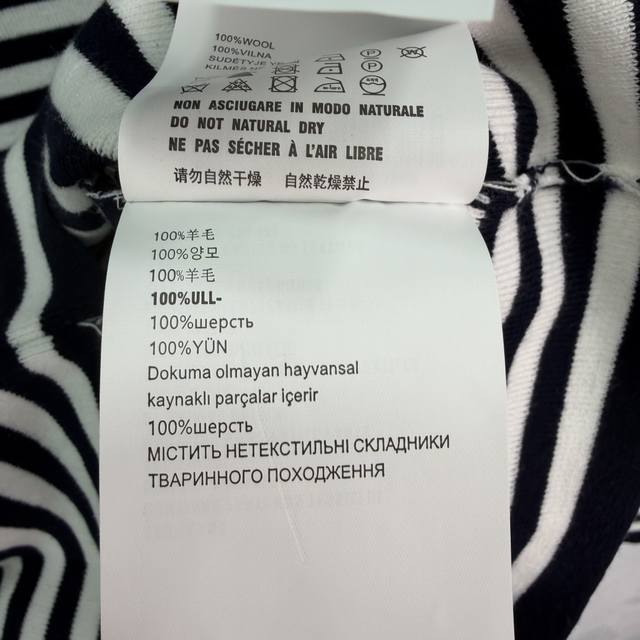 100%WOOL
100%VILNA
SUDĖTYJE
KILMĖS
NON ASCIUGARE IN MODO NATURALE
DO NOT NATURAL DRY
NE PAS SÉCHER À L'AIR LIBRE
请勿自然干燥 自然乾燥禁止
100%羊毛
100%양모
100%羊毛
100%ULL-
100%шерсть
100%YÜN
Dokuma olmayan hayvansal
kaynaklı parçalar içerir
100%шерсть
МІСТИТЬ НЕТЕКСТИЛЬНІ СКЛАДНИКИ
ТВАРИННОГО ПОХОДЖЕННЯ